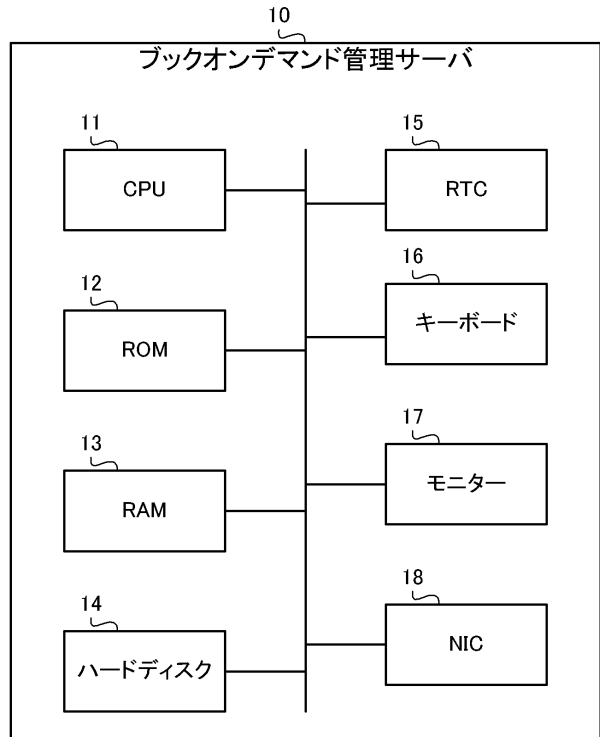 10
ブックオンデマンド管理サーバ
11
CPU
12
ROM
13
RAM
14
ハードディスク
15
RTC
16
キーボード
17
モニター
18
NIC